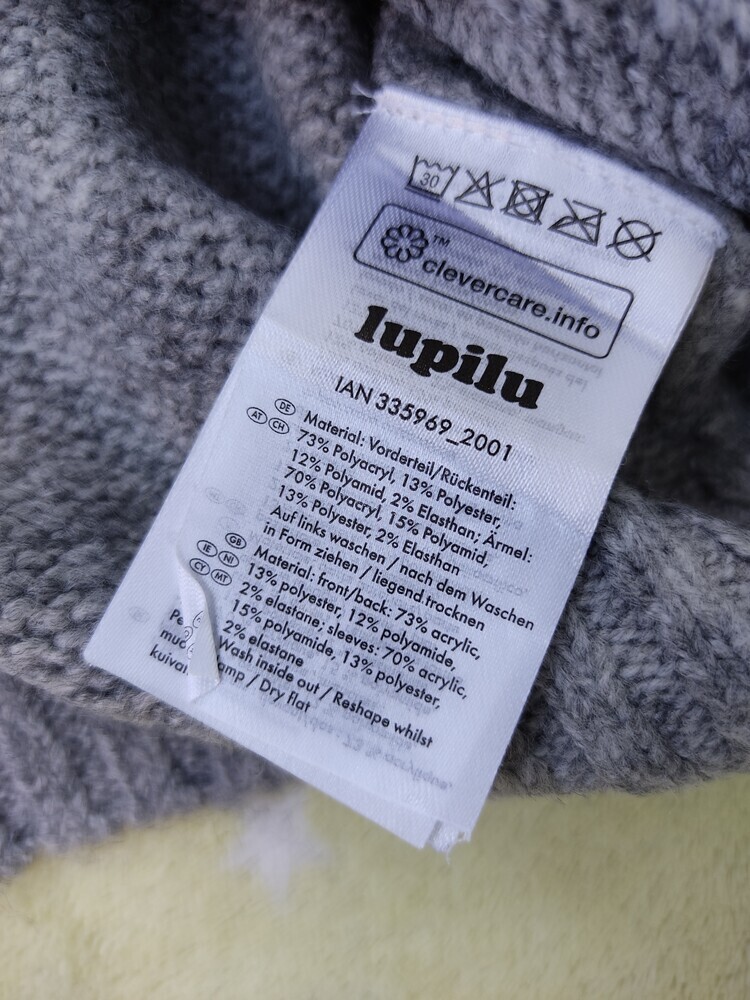 30
™
clevercare.info
lupilu
IAN 335969_2001
DE
AT CH
Material: Vorderteil/Rückenteil:
73% Polyacryl, 13% Polyester,
12% Polyamid, 2% Elasthan; Ärmel:
70% Polyacryl, 15% Polyamid,
13% Polyester, 2% Elasthan
Auf links waschen / nach dem Waschen
in Form ziehen / liegend trocknen
GB
IE NI
CY MT
Material: front/back: 73% acrylic,
13% polyester, 12% polyamide,
2% elastane; sleeves: 70% acrylic,
15% polyamide, 13% polyester,
2% elastane
Wash inside out / Reshape whilst
/ Dry flat